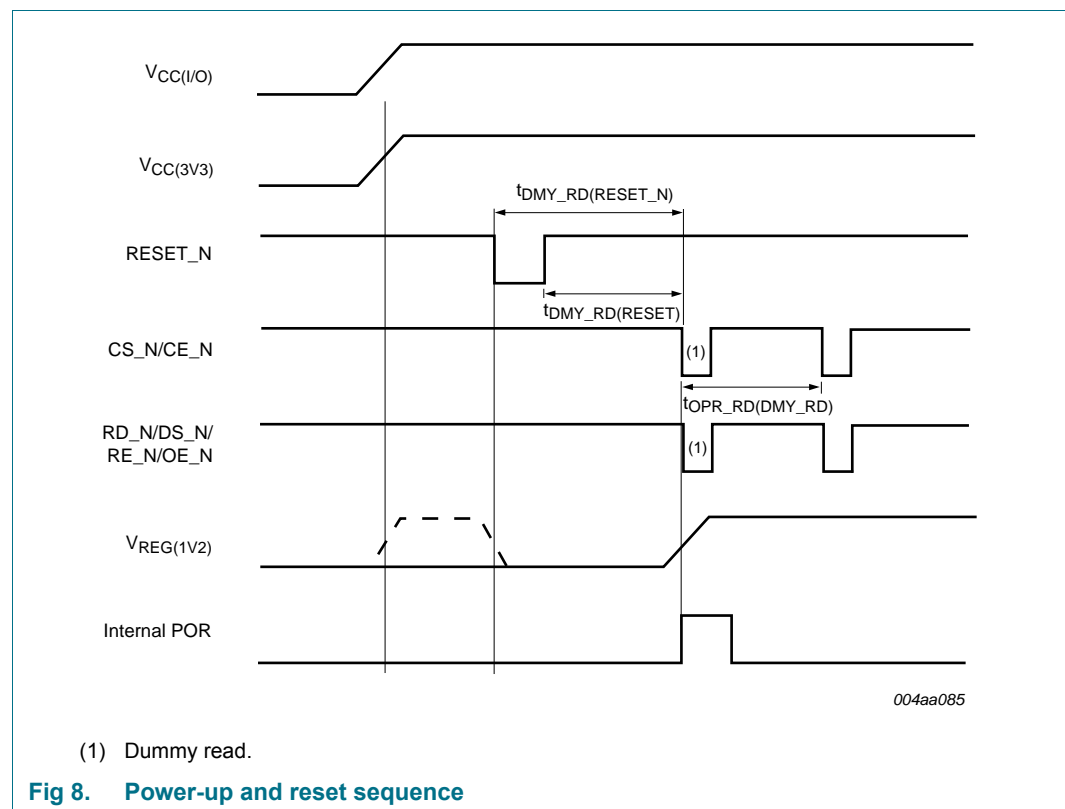 VCC(I/O)
VCC(3V3)
tDMY_RD(RESET_N)
RESET_N
tDMY_RD(RESET)
CS_N/CE_N
(1)
tOPR_RD(DMY_RD)
RD_N/DS_N/
RE_N/OE_N
(1)
VREG(1V2)
Internal POR
004aa085
(1) Dummy read.
Fig 8. Power-up and reset sequence